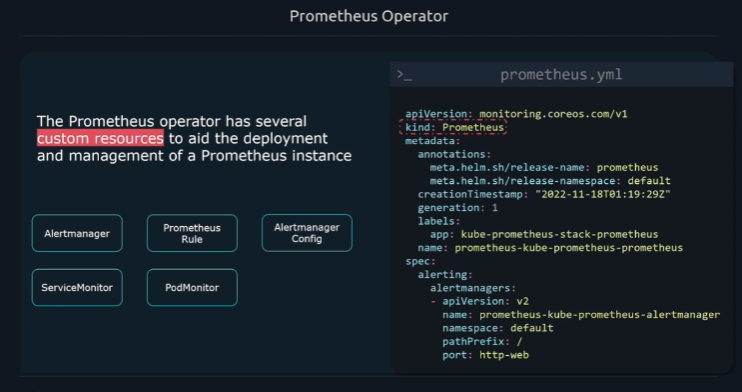 Prometheus Operator
The Prometheus operator has several
custom resources to aid the deployment
and management of a Prometheus instance
Alertmanager
Prometheus
Rule
Alertmanager
Config
ServiceMonitor
PodMonitor
>_ prometheus.yml
apiVersion: monitoring.coreos.com/v1
kind: Prometheus
metadata:
  annotations:
    meta.helm.sh/release-name: prometheus
    meta.helm.sh/release-namespace: default
  creationTimestamp: "2022-11-18T01:19:29Z"
  generation: 1
  labels:
    app: kube-prometheus-stack-prometheus
  name: prometheus-kube-prometheus-prometheus
spec:
  alerting:
    alertmanagers:
    - apiVersion: v2
      name: prometheus-kube-prometheus-alertmanager
      namespace: default
      pathPrefix: /
      port: http-web